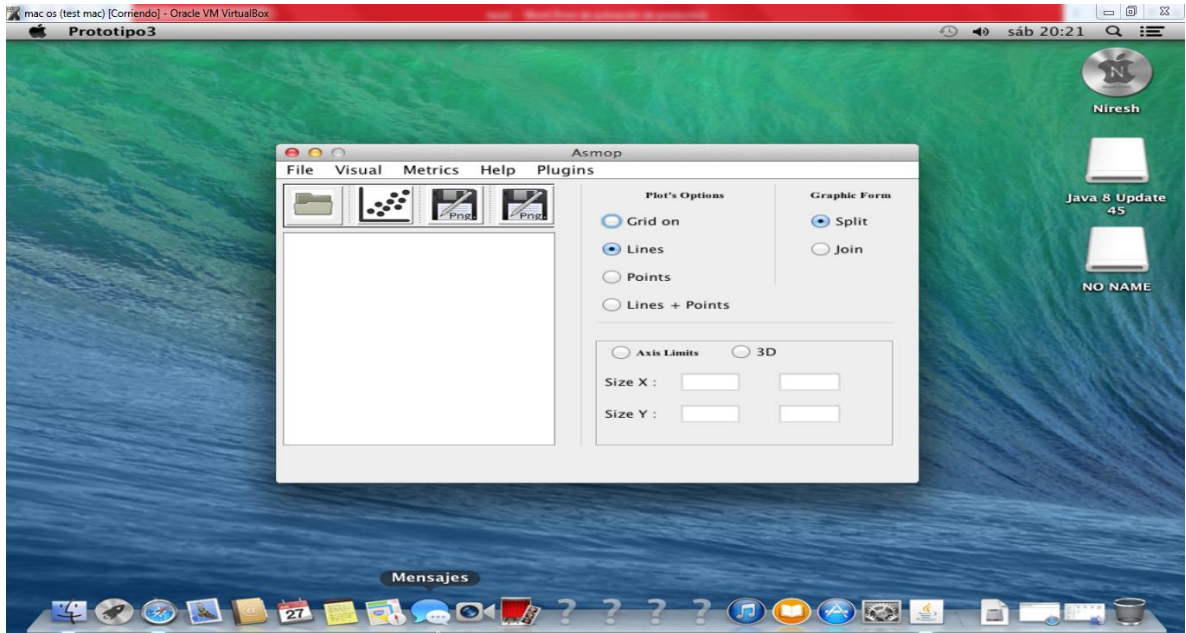 mac os (test mac) [Corriendo] - Oracle VM VirtualBox
Prototipo3
sáb 20:21
Niresh
Java 8 Update
45
NO NAME
Asmop
File Visual Metrics Help Plugins
Png
Png
Plot's Options
Graphic Form
Grid on
Split
Lines
Join
Points
Lines + Points
Axis Limits
3D
Size X :
Size Y :
Mensajes
27